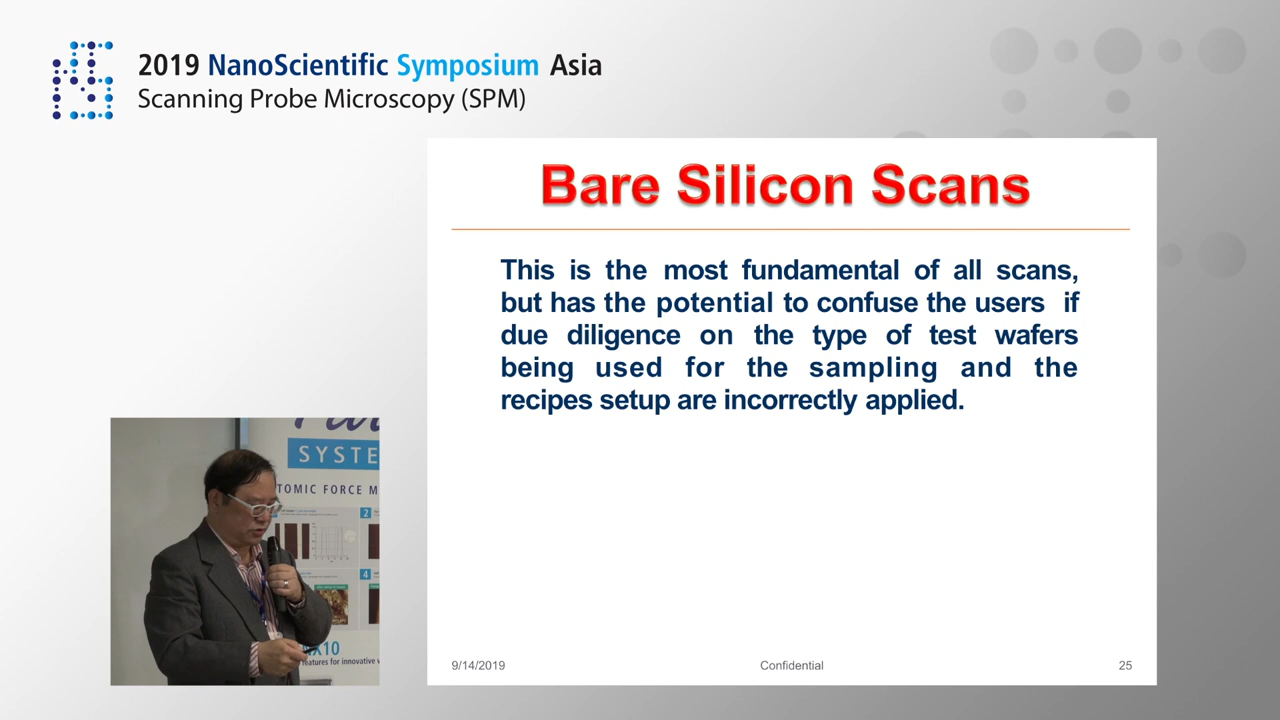 2019 NanoScientific Symposium Asia
Scanning Probe Microscopy (SPM)
Bare Silicon Scans
This is the most fundamental of all scans,
but has the potential to confuse the users if
due diligence on the type of test wafers
being used for the sampling and the
recipes setup are incorrectly applied.
9/14/2019
Confidential
25
SYSTE
TOMIC FORCE M
2
4
NX10
features for innovative